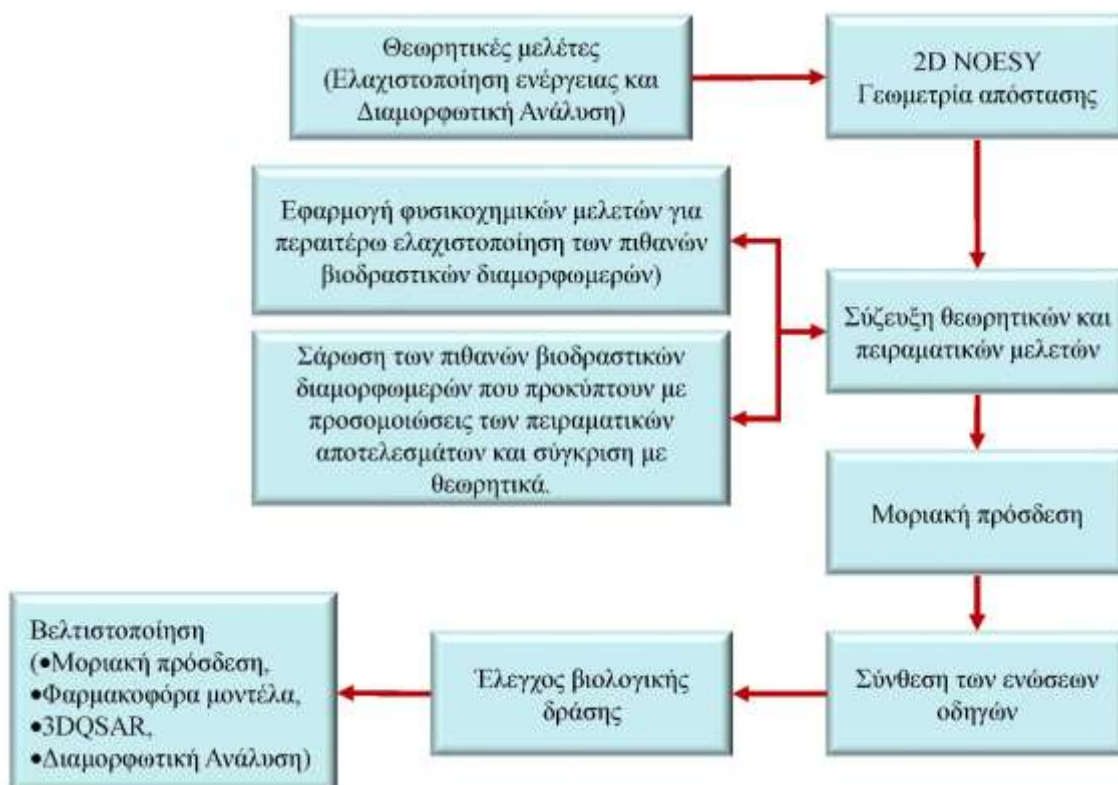 Θεωρητικές μελέτες
(Ελαχιστοποίηση ενέργειας και
Διαμορφωτική Ανάλυση)
2D NOESY
Γεωμετρία απόστασης
Εφαρμογή φυσικοχημικών μελετών για
περαιτέρω ελαχιστοποίηση των πιθανών
βιοδραστικών διαμορφωμερών)
Σύζευξη θεωρητικών και
πειραματικών μελετών
Σάρωση των πιθανών βιοδραστικών
διαμορφωμερών που προκύπτουν με
προσομοιώσεις των πειραματικών
αποτελεσμάτων και σύγκριση με
θεωρητικά.
Μοριακή πρόσδεση
Σύνθεση των ενώσεων
οδηγών
Έλεγχος βιολογικής
δράσης
Βελτιστοποίηση
(•Μοριακή πρόσδεση,
•Φαρμακοφόρα μοντέλα,
•3DQSAR,
•Διαμορφωτική Ανάλυση)